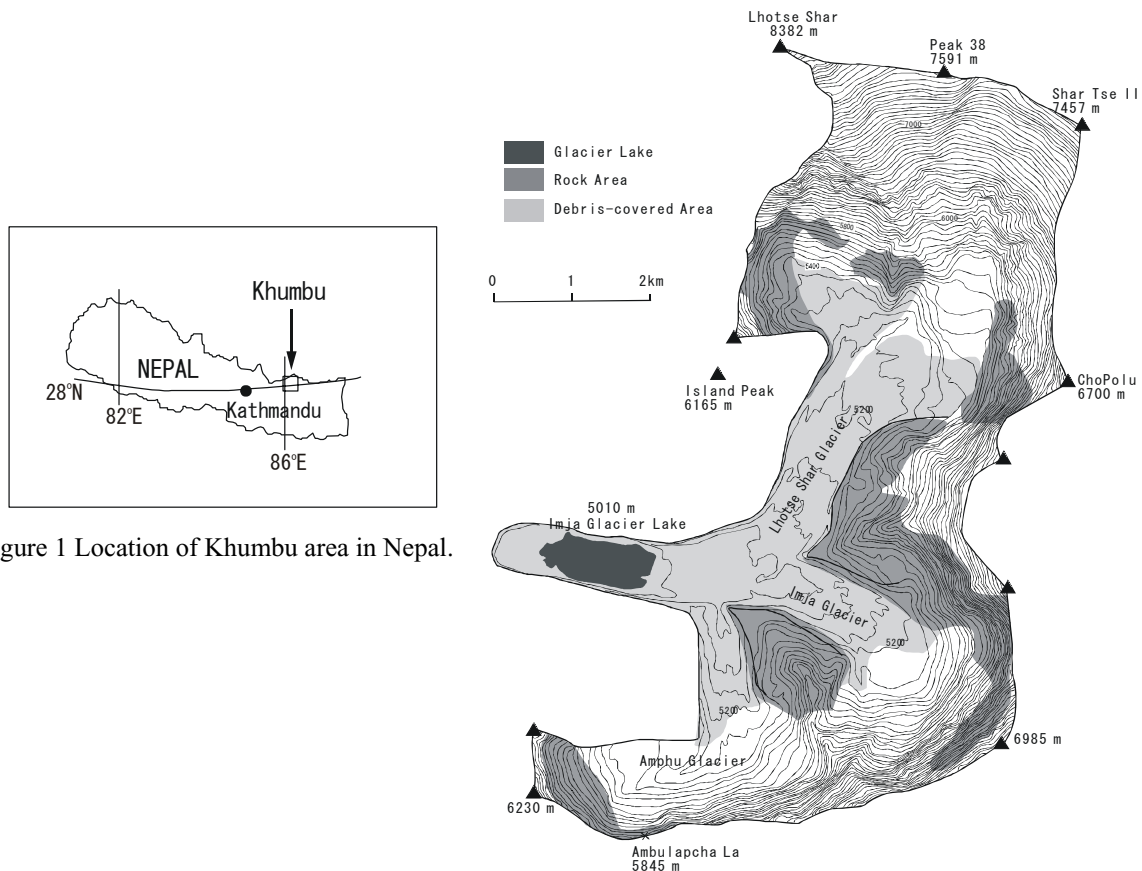 Lhotse Shar
8382 m
Peak 38
7591 m
Shar Tse II
7457 m
7000
Glacier Lake
Rock Area
Debris-covered Area
6000
5800
5400
0 1 2km
Khumbu
NEPAL
28°N
Kathmandu
82°E
86°E
Island Peak
6165 m
ChoPolu
6700 m
5200
Lhotse Shar Glacier
5010 m
Imja Glacier Lake
gure 1 Location of Khumbu area in Nepal.
Imja Glacier
5200
5200
6985 m
Amphu Glacier
6230 m
Ambulapcha La
5845 m